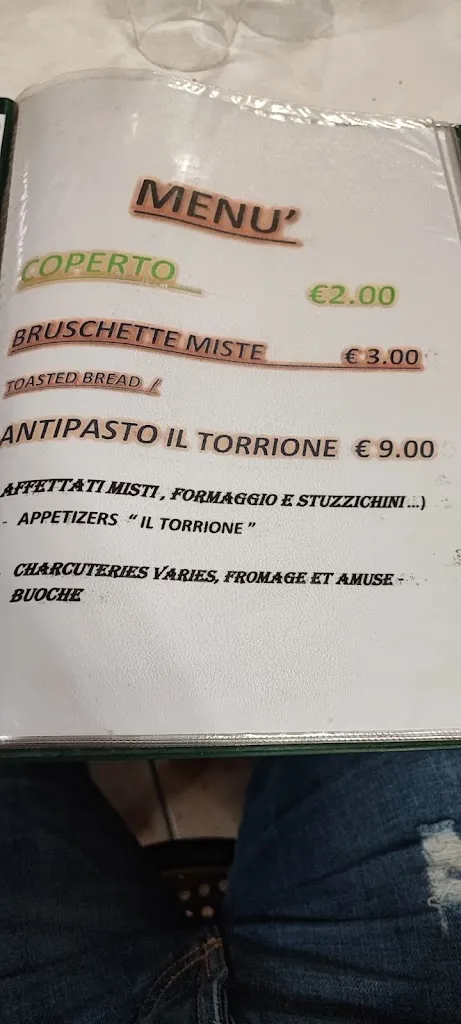 MENU'
COPERTO €2.00
BRUSCHETTE MISTE € 3.00
TOASTED BREAD /
ANTIPASTO IL TORRIONE € 9.00
AFFETTATI MISTI , FORMAGGIO E STUZZICHINI ...)
- APPETIZERS “ IL TORRIONE ”
CHARCUTERIES VARIES, FROMAGE ET AMUSE -
BUOCHE